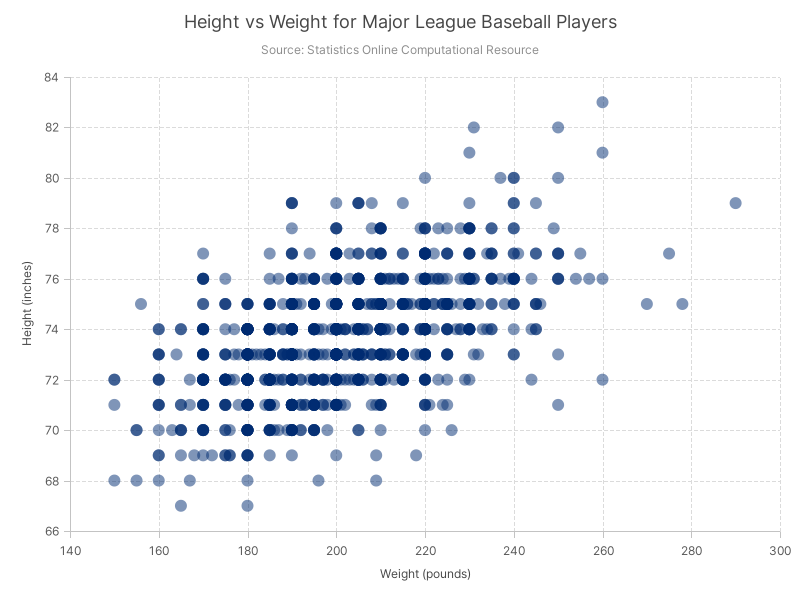 Height vs Weight for Major League Baseball Players
Source: Statistics Online Computational Resource
84
82
80
78
76
74
72
70
68
66
Height (inches)
140 160 180 200 220 240 260 280 300
Weight (pounds)